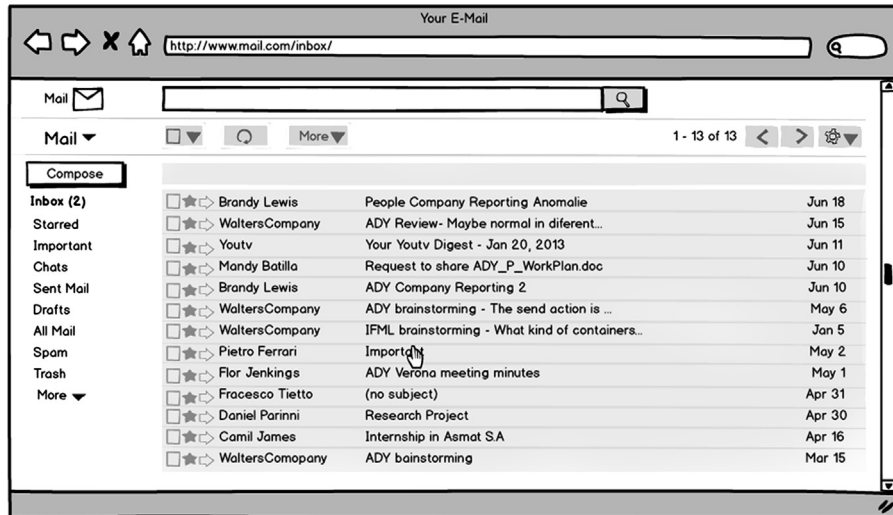 Your E-Mail
http://www.mail.com/inbox/
Mail
Mail More 1 - 13 of 13
Compose
Inbox (2)
Starred
Important
Chats
Sent Mail
Drafts
All Mail
Spam
Trash
More
Brandy Lewis People Company Reporting Anomalie Jun 18
WaltersCompany ADY Review- Maybe normal in diferent... Jun 15
Youtv Your Youtv Digest - Jan 20, 2013 Jun 11
Mandy Batilla Request to share ADY_P_WorkPlan.doc Jun 10
Brandy Lewis ADY Company Reporting 2 Jun 10
WaltersCompany ADY brainstorming - The send action is ... May 6
WaltersCompany IFML brainstorming - What kind of containers... Jan 5
Pietro Ferrari Important May 2
Flor Jenkings ADY Verona meeting minutes May 1
Fracesco Tietto (no subject) Apr 31
Daniel Parinni Research Project Apr 30
Camil James Internship in Asmat S.A Apr 16
WaltersComopany ADY bainstorming Mar 15